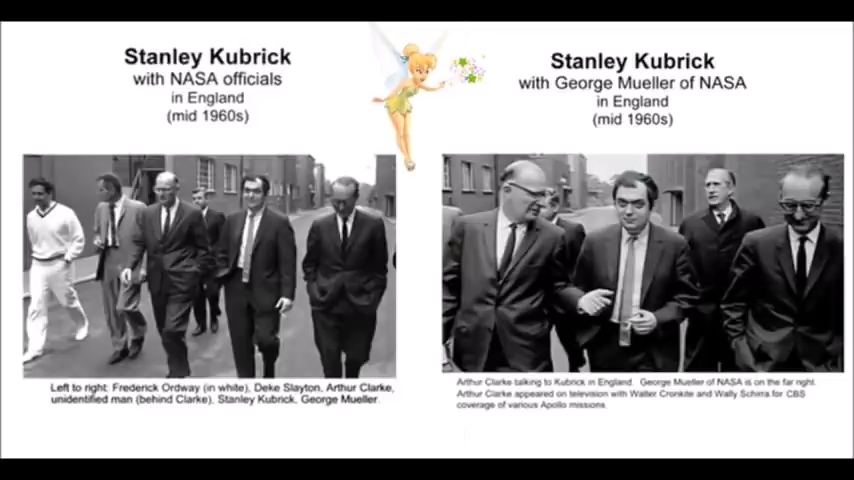 Stanley Kubrick
with NASA officials
in England
(mid 1960s)
Left to right: Frederick Ordway (in white), Deke Slayton, Arthur Clarke,
unidentified man (behind Clarke), Stanley Kubrick, George Mueller.
Stanley Kubrick
with George Mueller of NASA
in England
(mid 1960s)
Arthur Clarke talking to Kubrick in England. George Mueller of NASA is on the far right.
Arthur Clarke appeared on television with Walter Cronkite and Wally Schirra for CBS
coverage of various Apollo missions.